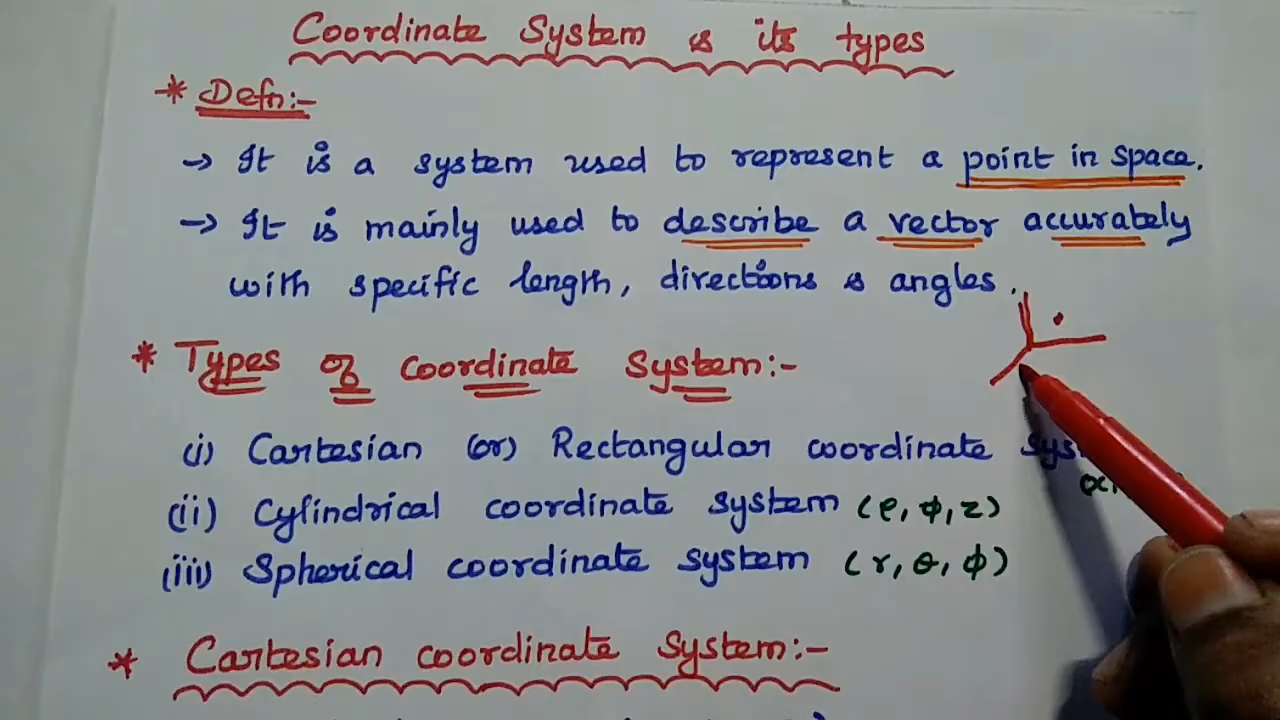 Coordinate System & its types
* Defn:-
→ It is a system used to represent a point in space.
→ It is mainly used to describe a vector accurately
with specific length, directions & angles.
* Types of Coordinate System:-
(i) Cartesian (or) Rectangular coordinate
(ii) Cylindrical coordinate system (ρ, φ, z)
(iii) Spherical coordinate system (r, θ, φ)
* Cartesian coordinate System:-